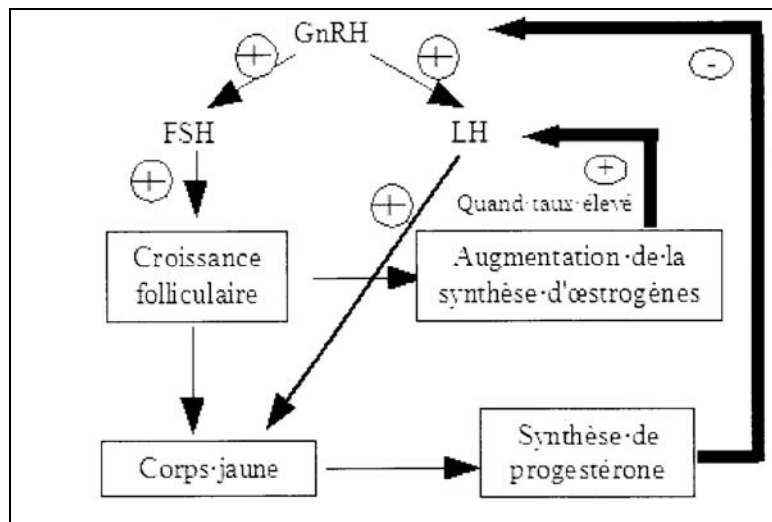 GnRH
+
+
-
FSH
LH
+
+
+
Quand·taux·élevé
Croissance
folliculaire
Augmentation·de·la
synthèse·d'œstrogènes
Corps·jaune
Synthèse·de
progestérone